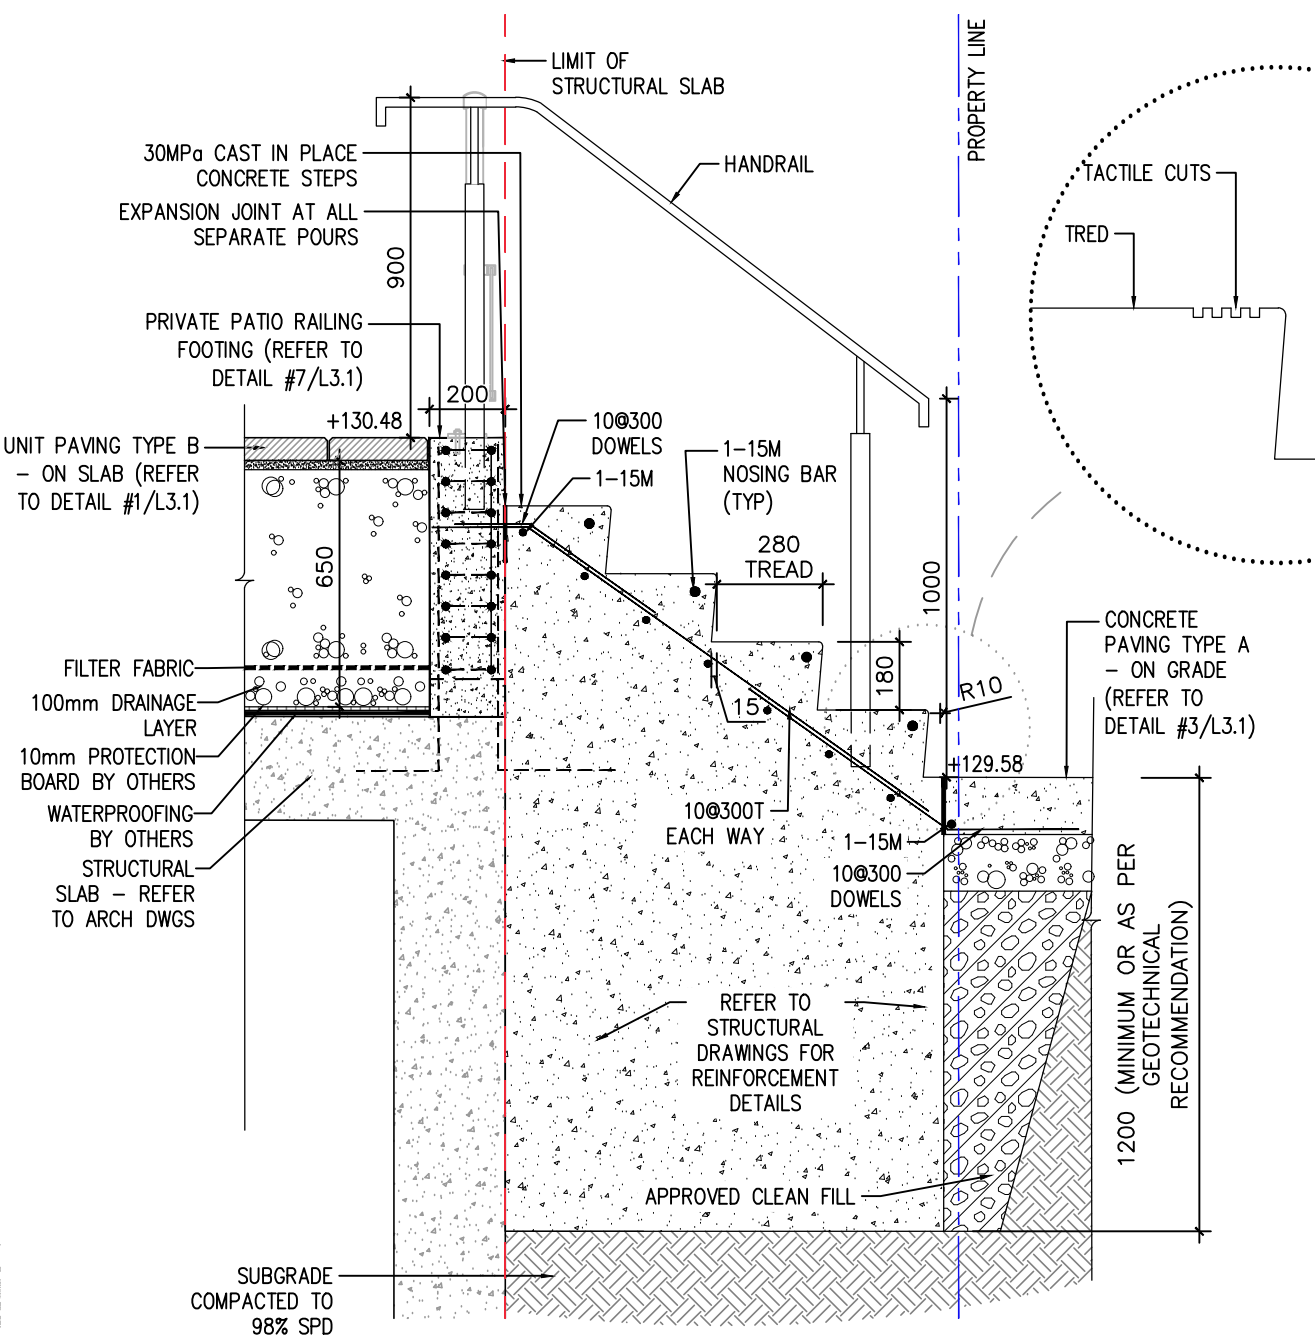 LIMIT OF
STRUCTURAL SLAB
PROPERTY LINE
30MPa CAST IN PLACE
CONCRETE STEPS
EXPANSION JOINT AT ALL
SEPARATE POURS
HANDRAIL
TACTILE CUTS
TRED
900
PRIVATE PATIO RAILING
FOOTING (REFER TO
DETAIL #7/L3.1)
200
+130.48
UNIT PAVING TYPE B
– ON SLAB (REFER
TO DETAIL #1/L3.1)
10@300
DOWELS
1–15M
1–15M
NOSING BAR
(TYP)
280
TREAD
650
1000
180
15
R10
CONCRETE
PAVING TYPE A
– ON GRADE
(REFER TO
DETAIL #3/L3.1)
FILTER FABRIC
100mm DRAINAGE
LAYER
10mm PROTECTION
BOARD BY OTHERS
WATERPROOFING
BY OTHERS
STRUCTURAL
SLAB – REFER
TO ARCH DWGS
+129.58
10@300T
EACH WAY
1–15M
10@300
DOWELS
1200 (MINIMUM OR AS PER
GEOTECHNICAL
RECOMMENDATION)
REFER TO
STRUCTURAL
DRAWINGS FOR
REINFORCEMENT
DETAILS
APPROVED CLEAN FILL
SUBGRADE
COMPACTED TO
98% SPD